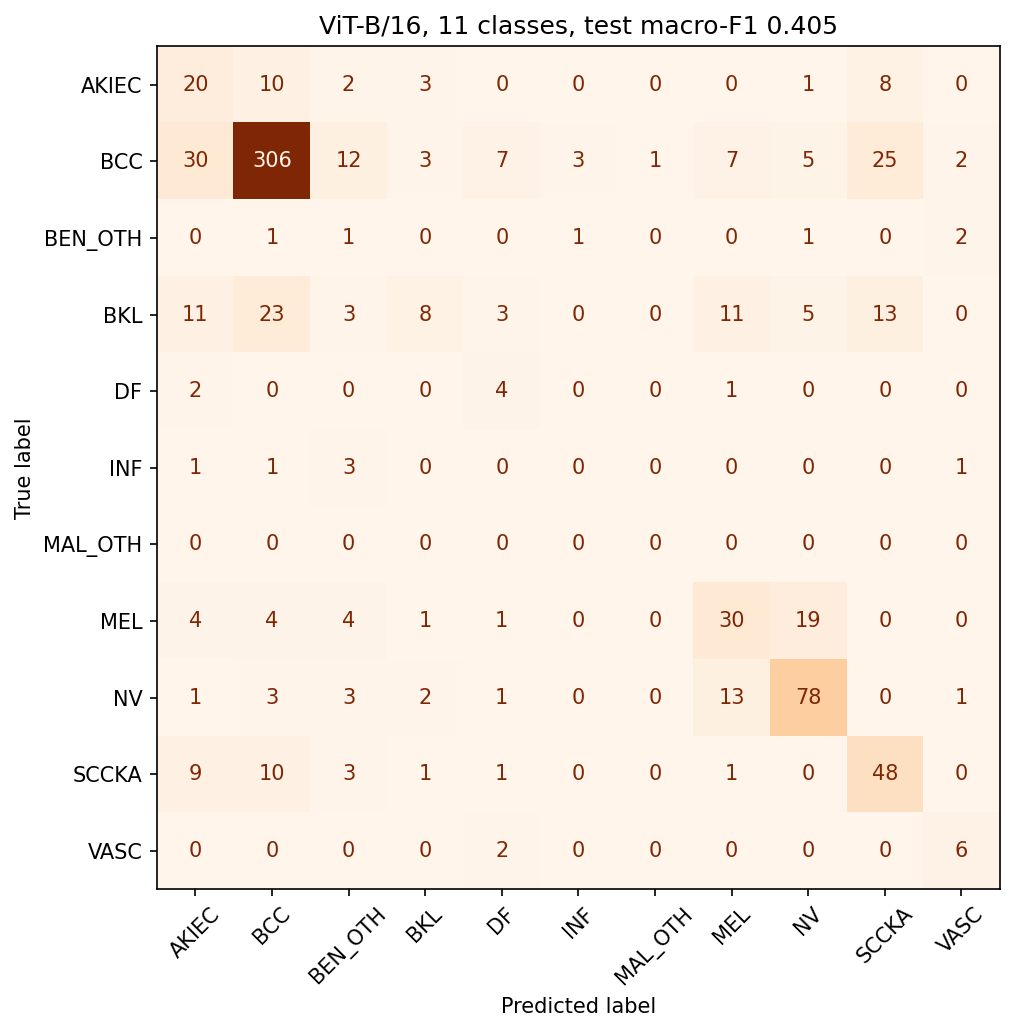 ViT-B/16, 11 classes, test macro-F1 0.405
AKIEC 20 10 2 3 0 0 0 0 1 8 0
BCC 30 306 12 3 7 3 1 7 5 25 2
BEN_OTH 0 1 1 0 0 1 0 0 1 0 2
BKL 11 23 3 8 3 0 0 11 5 13 0
DF 2 0 0 0 4 0 0 1 0 0 0
INF 1 1 3 0 0 0 0 0 0 0 1
MAL_OTH 0 0 0 0 0 0 0 0 0 0 0
MEL 4 4 4 1 1 0 0 30 19 0 0
NV 1 3 3 2 1 0 0 13 78 0 1
SCCKA 9 10 3 1 1 0 0 1 0 48 0
VASC 0 0 0 0 2 0 0 0 0 0 6
True label
AKIEC BCC BEN_OTH BKL DF INF MAL_OTH MEL NV SCCKA VASC
Predicted label